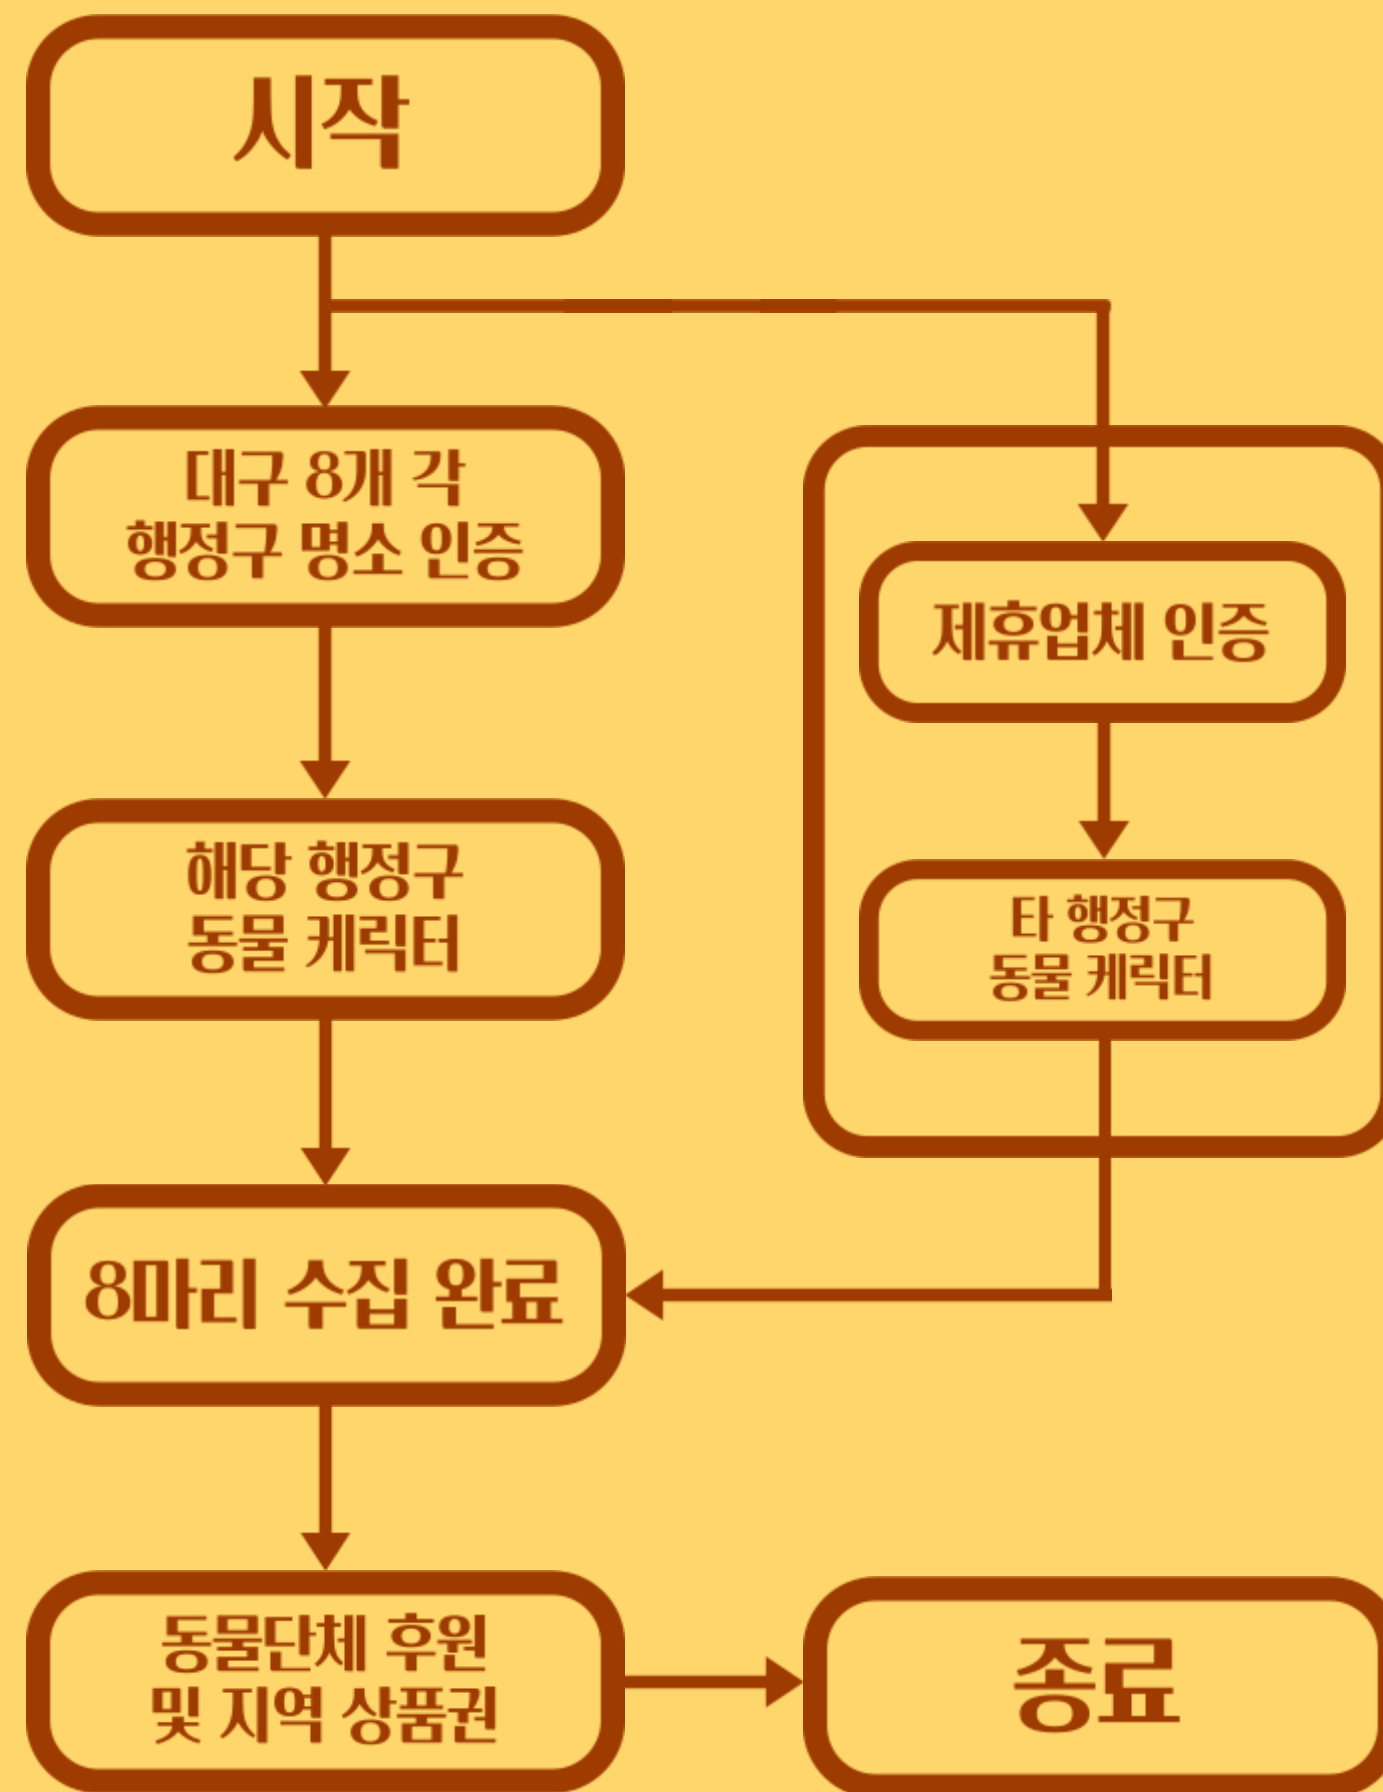 시작
대구 8개 각
행정구 명소 인증
해당 행정구
동물 케릭터
제휴업체 인증
타 행정구
동물 케릭터
8마리 수집 완료
동물단체 후원
및 지역 상품권
종료